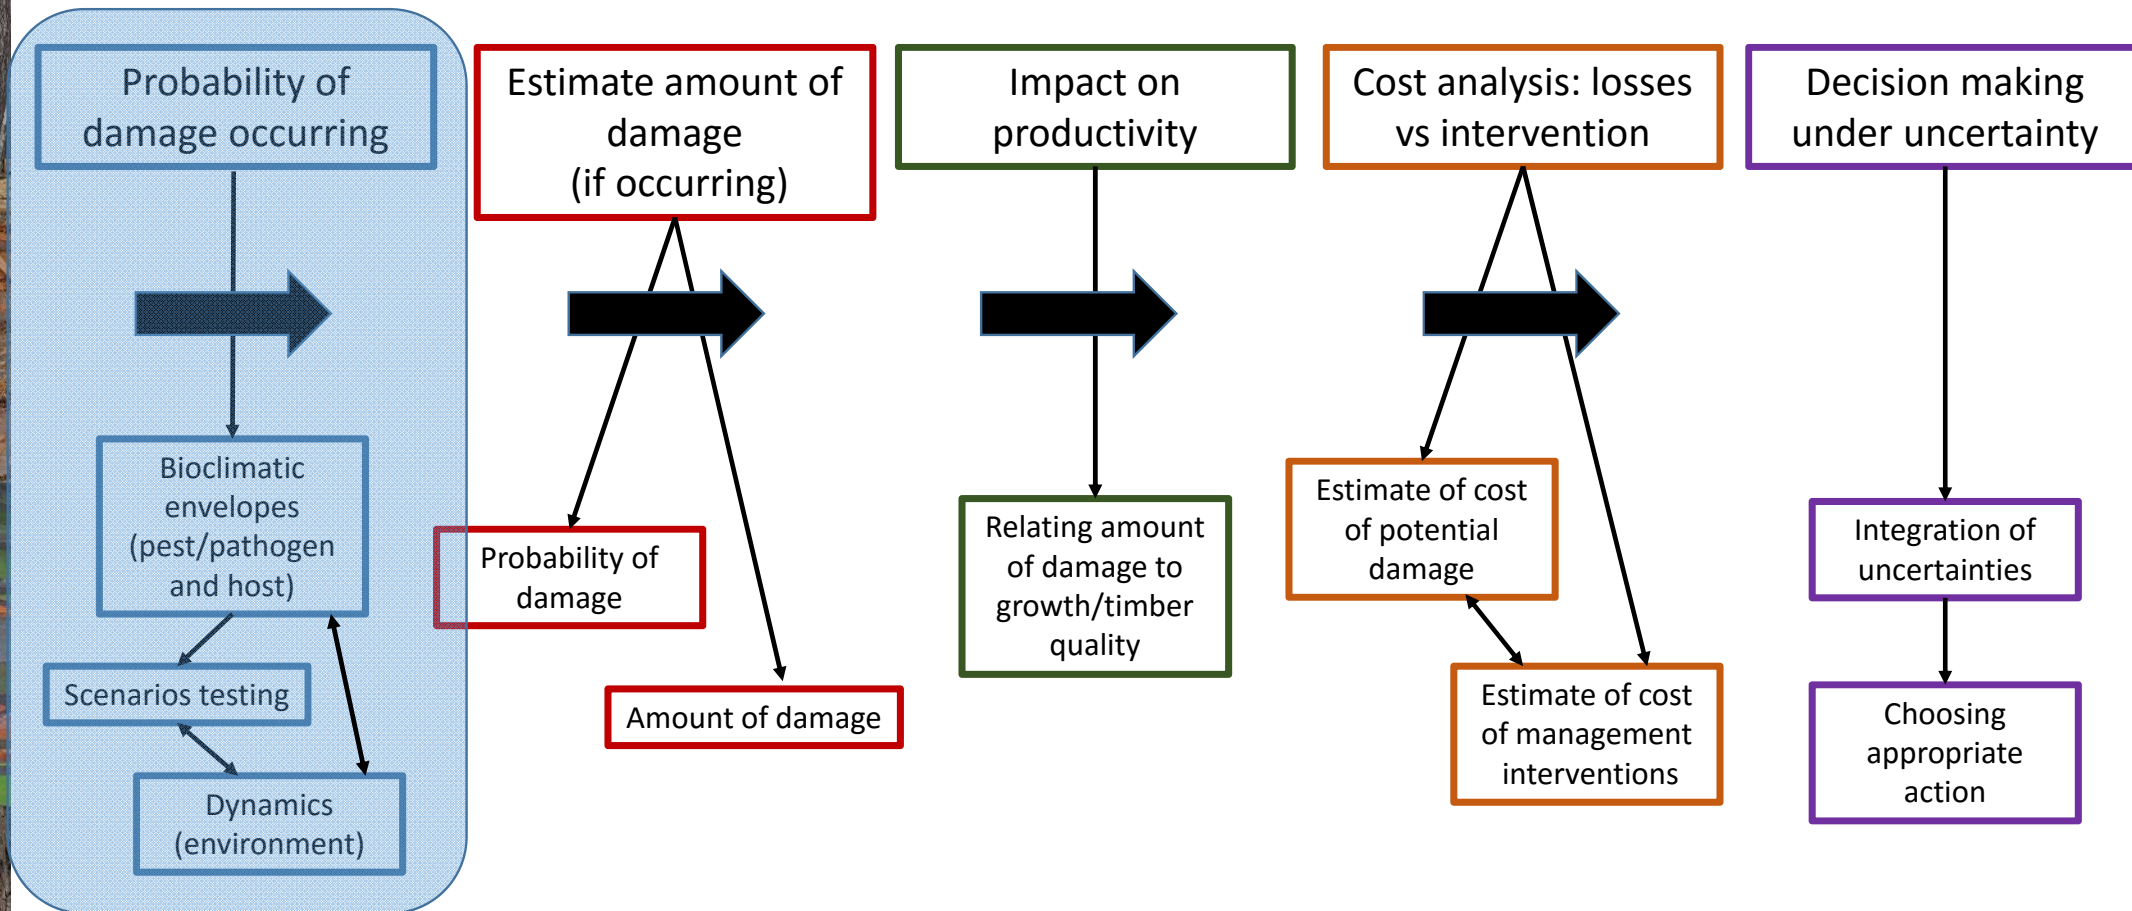 Probability of
damage occurring
Estimate amount of
damage
(if occurring)
Impact on
productivity
Cost analysis: losses
vs intervention
Decision making
under uncertainty
Bioclimatic
envelopes
(pest/pathogen
and host)
Scenarios testing
Dynamics
(environment)
Probability of
damage
Amount of damage
Relating amount
of damage to
growth/timber
quality
Estimate of cost
of potential
damage
Estimate of cost
of management
interventions
Integration of
uncertainties
Choosing
appropriate
action